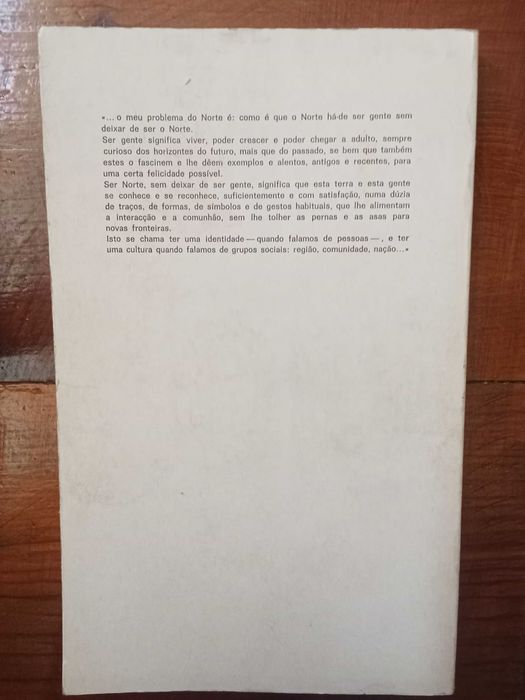 «... o meu problema do Norte é: como é que o Norte há-de ser gente sem
deixar de ser o Norte.
Ser gente significa viver, poder crescer e poder chegar a adulto, sempre
curioso dos horizontes do futuro, mais que do passado, se bem que também
estes o fascinem e lhe dêem exemplos e alentos, antigos e recentes, para
uma certa felicidade possível.
Ser Norte, sem deixar de ser gente, significa que esta terra e esta gente
se conhece e se reconhece, suficientemente e com satisfação, numa dúzia
de traços, de formas, de símbolos e de gestos habituais, que lhe alimentam
a interacção e a comunhão, sem lhe tolher as pernas e as asas para
novas fronteiras.
Isto se chama ter uma identidade — quando falamos de pessoas —, e ter
uma cultura quando falamos de grupos sociais: região, comunidade, nação...»